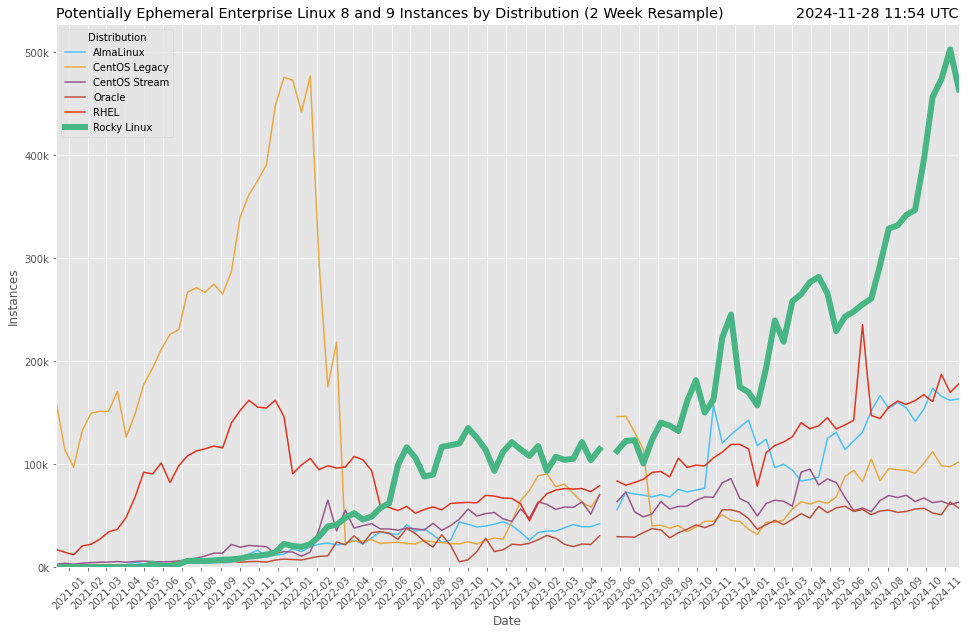 Potentially Ephemeral Enterprise Linux 8 and 9 Instances by Distribution (2 Week Resample) 2024-11-28 11:54 UTC
Distribution
AlmaLinux
CentOS Legacy
CentOS Stream
Oracle
RHEL
Rocky Linux
500k
400k
300k
200k
100k
0k
Instances
2021-01
2021-02
2021-03
2021-04
2021-05
2021-06
2021-07
2021-08
2021-09
2021-10
2021-11
2021-12
2022-01
2022-02
2022-03
2022-04
2022-05
2022-06
2022-07
2022-08
2022-09
2022-10
2022-11
2022-12
2023-01
2023-02
2023-03
2023-04
2023-05
2023-06
2023-07
2023-08
2023-09
2023-10
2023-11
2023-12
2024-01
2024-02
2024-03
2024-04
2024-05
2024-06
2024-07
2024-08
2024-09
2024-10
2024-11
Date